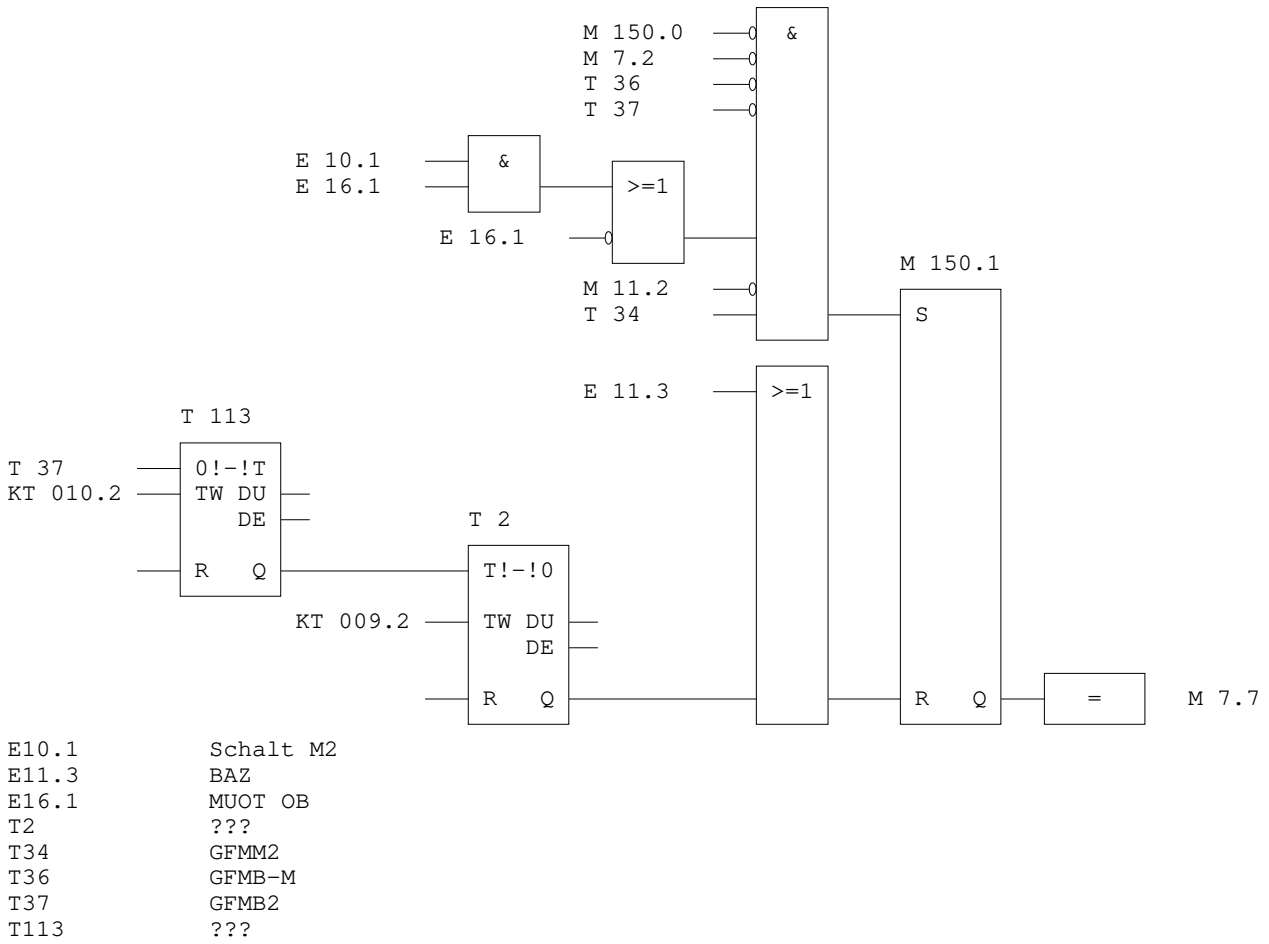 M 150.0 &
M 7.2
T 36
T 37
E 10.1 &
E 16.1 >=1
E 16.1
M 150.1
M 11.2
T 34 S
E 11.3 >=1
T 113
T 37 0!-!T
KT 010.2 TW DU
DE T 2
R Q T!-!0
KT 009.2 TW DU
DE
R Q R Q = M 7.7
E10.1 Schalt M2
E11.3 BAZ
E16.1 MUOT OB
T2 ???
T34 GFMM2
T36 GFMB-M
T37 GFMB2
T113 ???